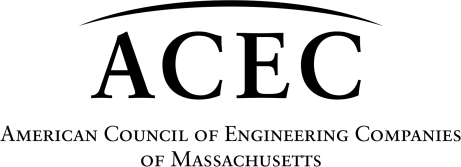 ACEC
American Council of Engineering Companies
of Massachusetts